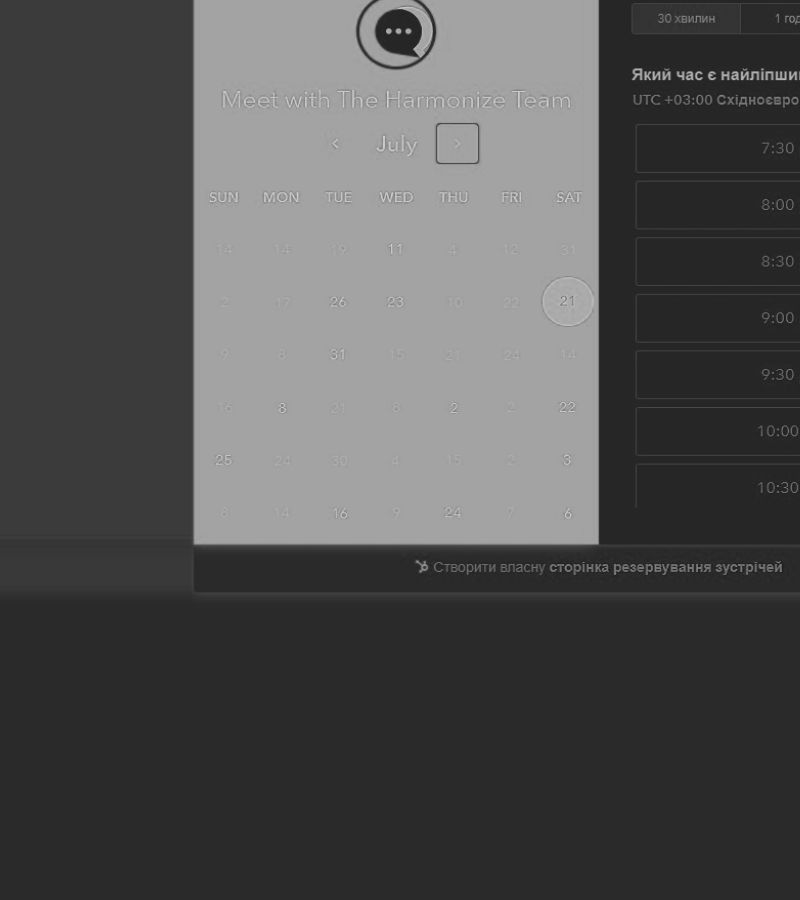 Meet with The Harmonize Team
July
SUN MON TUE WED THU FRI SAT
14 14 19 11 4 12 31
2 17 26 23 10 22 21
9 6 31 15 21 24 14
16 8 21 8 2 2 22
25 24 30 4 15 2 3
8 14 16 9 24 7 6
30 хвилин 1 год
Який час є найліпши
UTC +03:00 Східноєвро
7:30
8:00
8:30
9:00
9:30
10:00
10:30
Створити власну сторінка резервування зустрічей